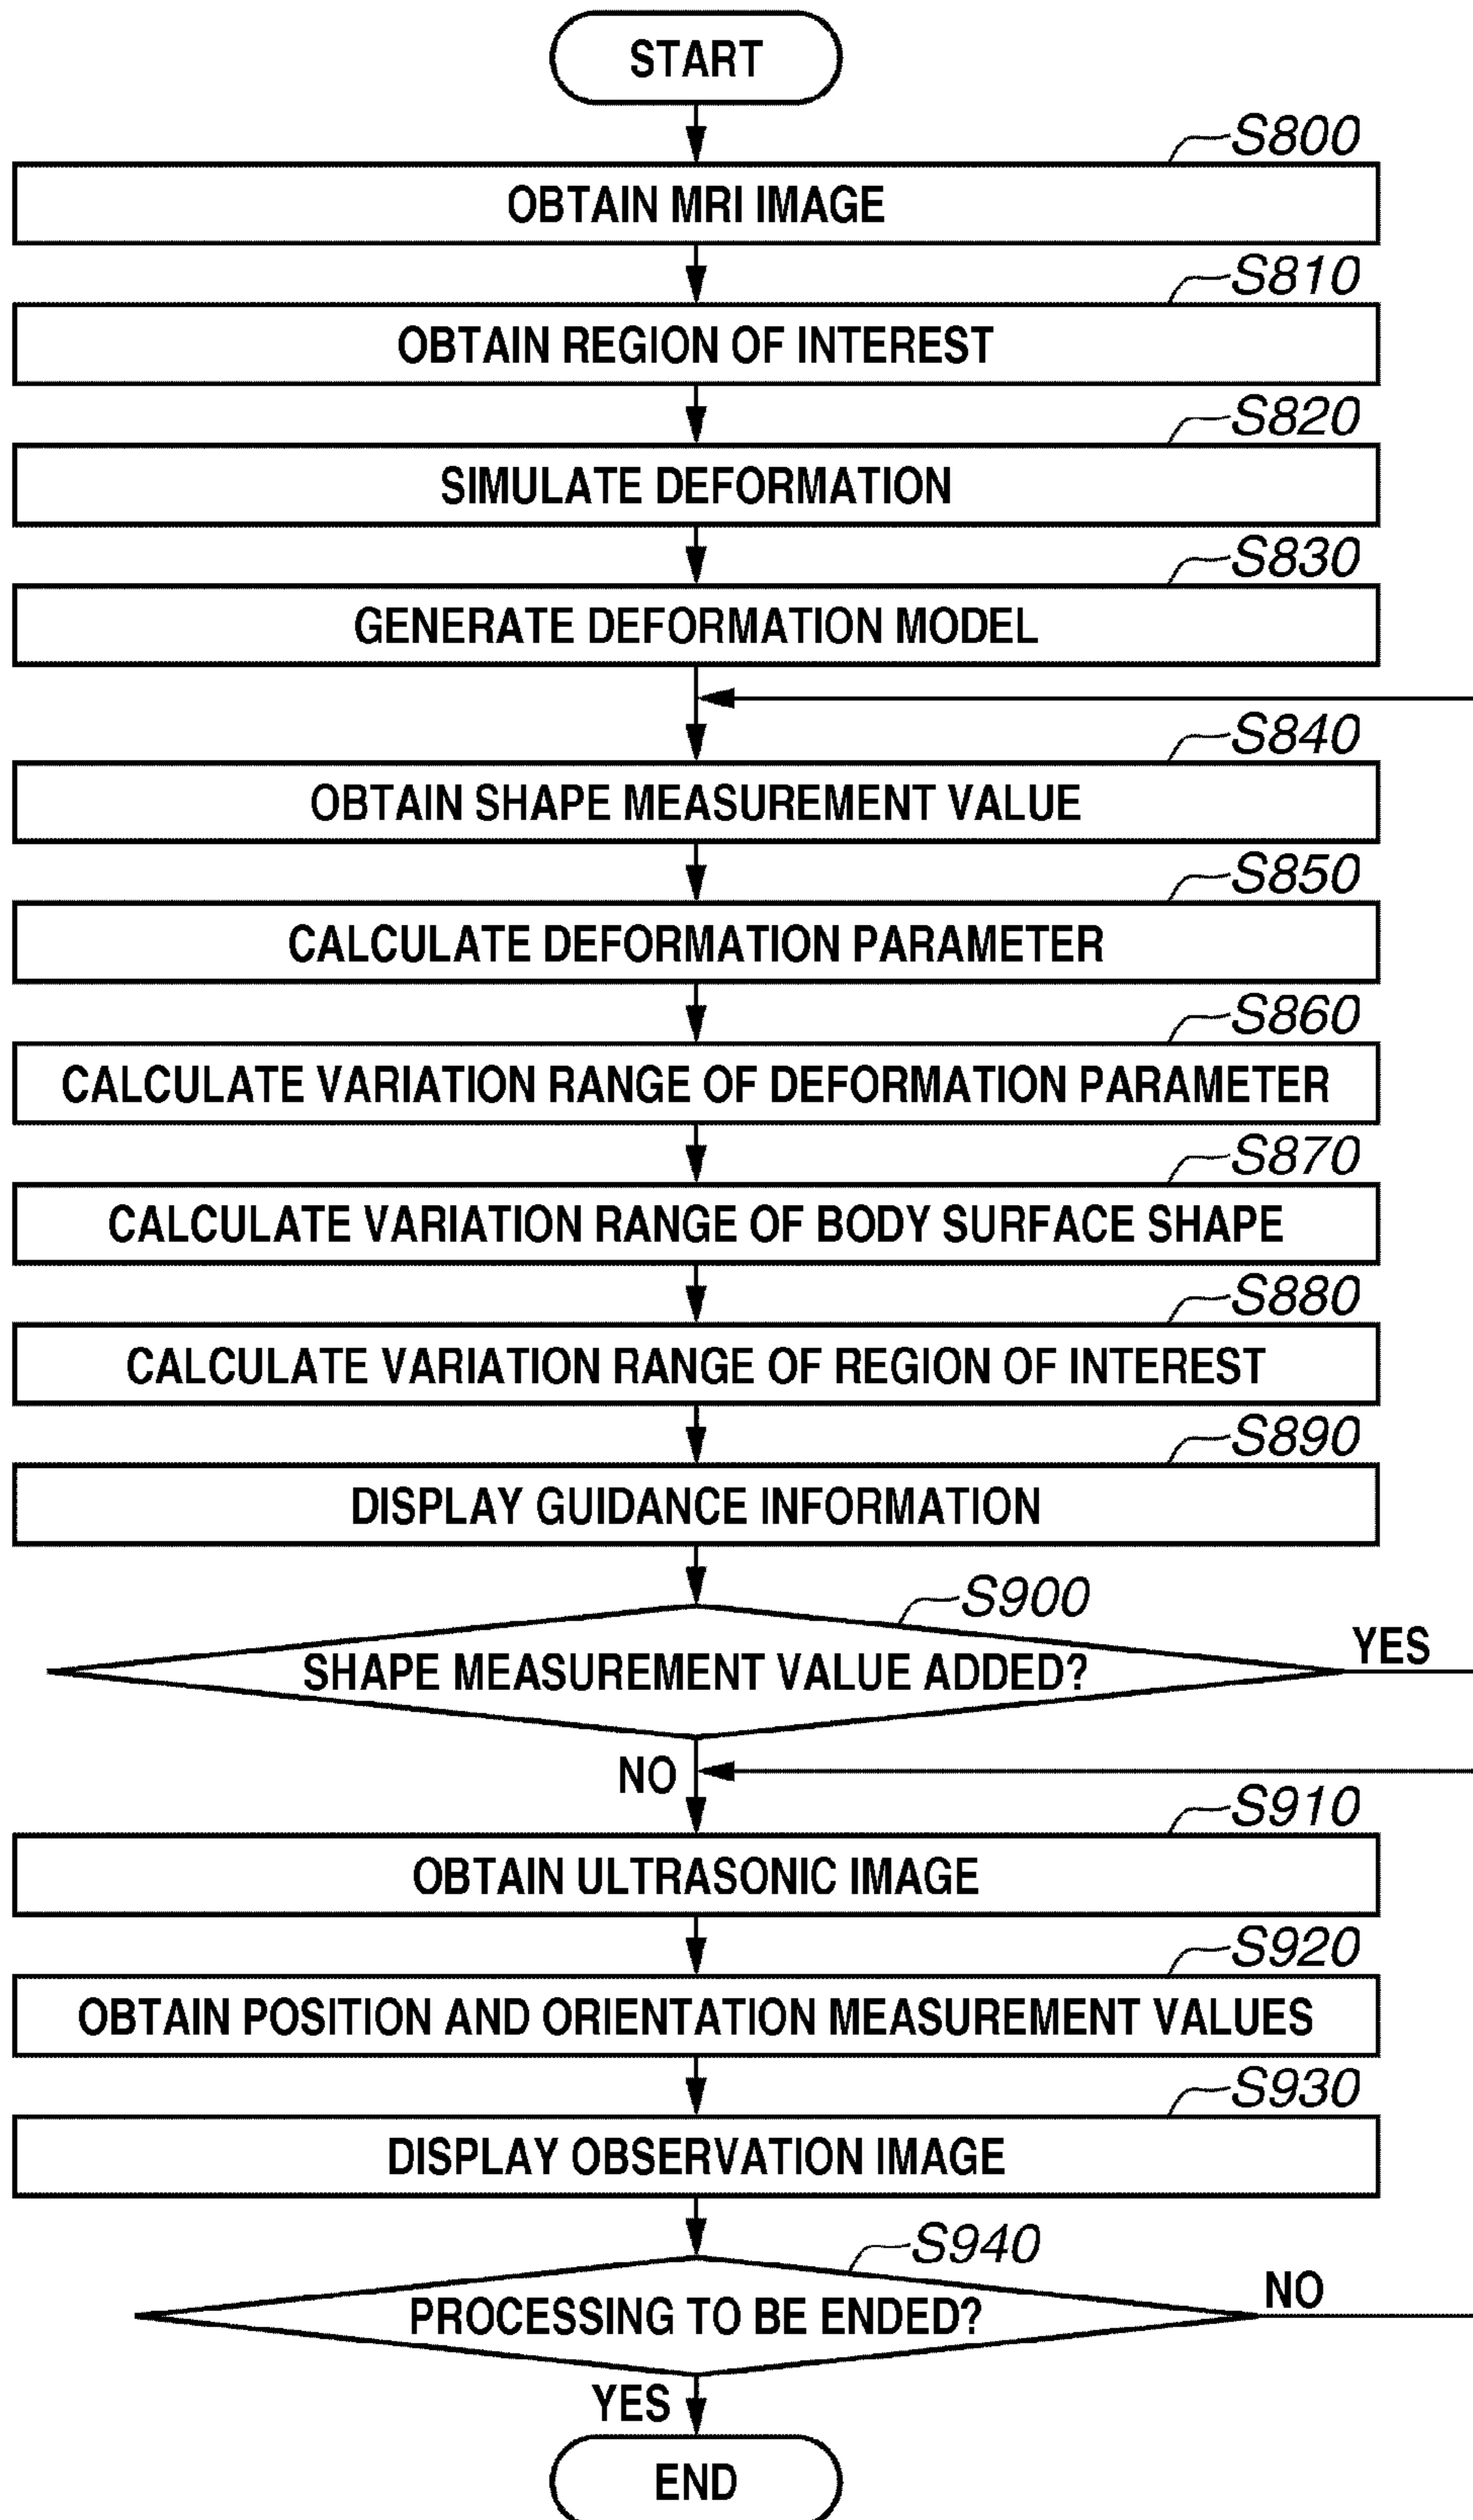 START
S800
OBTAIN MRI IMAGE
S810
OBTAIN REGION OF INTEREST
S820
SIMULATE DEFORMATION
S830
GENERATE DEFORMATION MODEL
S840
OBTAIN SHAPE MEASUREMENT VALUE
S850
CALCULATE DEFORMATION PARAMETER
S860
CALCULATE VARIATION RANGE OF DEFORMATION PARAMETER
S870
CALCULATE VARIATION RANGE OF BODY SURFACE SHAPE
S880
CALCULATE VARIATION RANGE OF REGION OF INTEREST
S890
DISPLAY GUIDANCE INFORMATION
S900
SHAPE MEASUREMENT VALUE ADDED?
YES
NO
S910
OBTAIN ULTRASONIC IMAGE
S920
OBTAIN POSITION AND ORIENTATION MEASUREMENT VALUES
S930
DISPLAY OBSERVATION IMAGE
S940
PROCESSING TO BE ENDED?
NO
YES
END